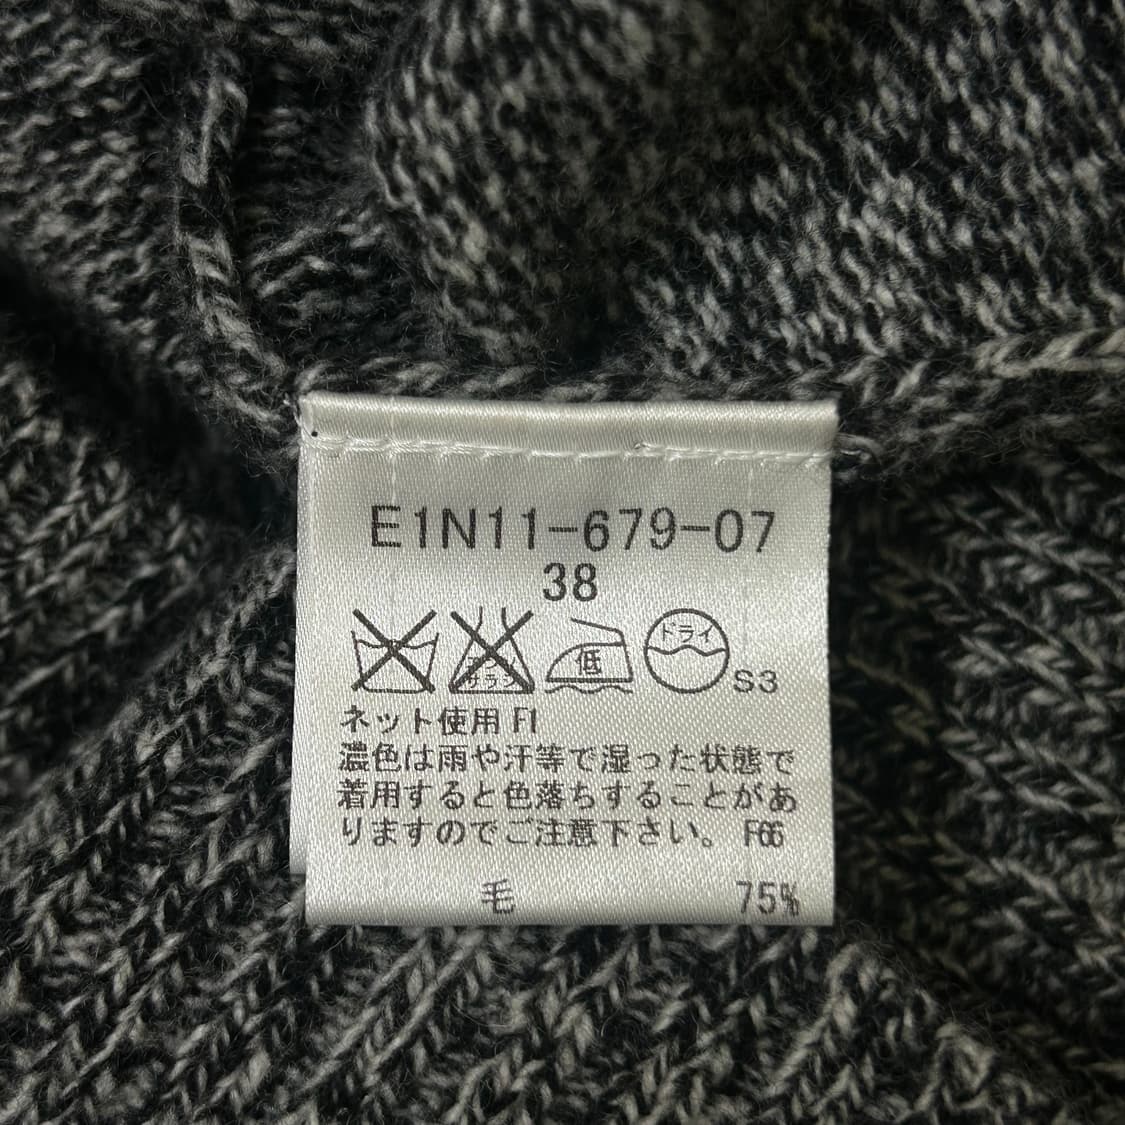 E1N11-679-07
38
低
ドライ
S3
ネット使用 F1
濃色は雨や汗等で湿った状態で
着用すると色落ちすることがあ
りますのでご注意下さい。 F66
毛 75%